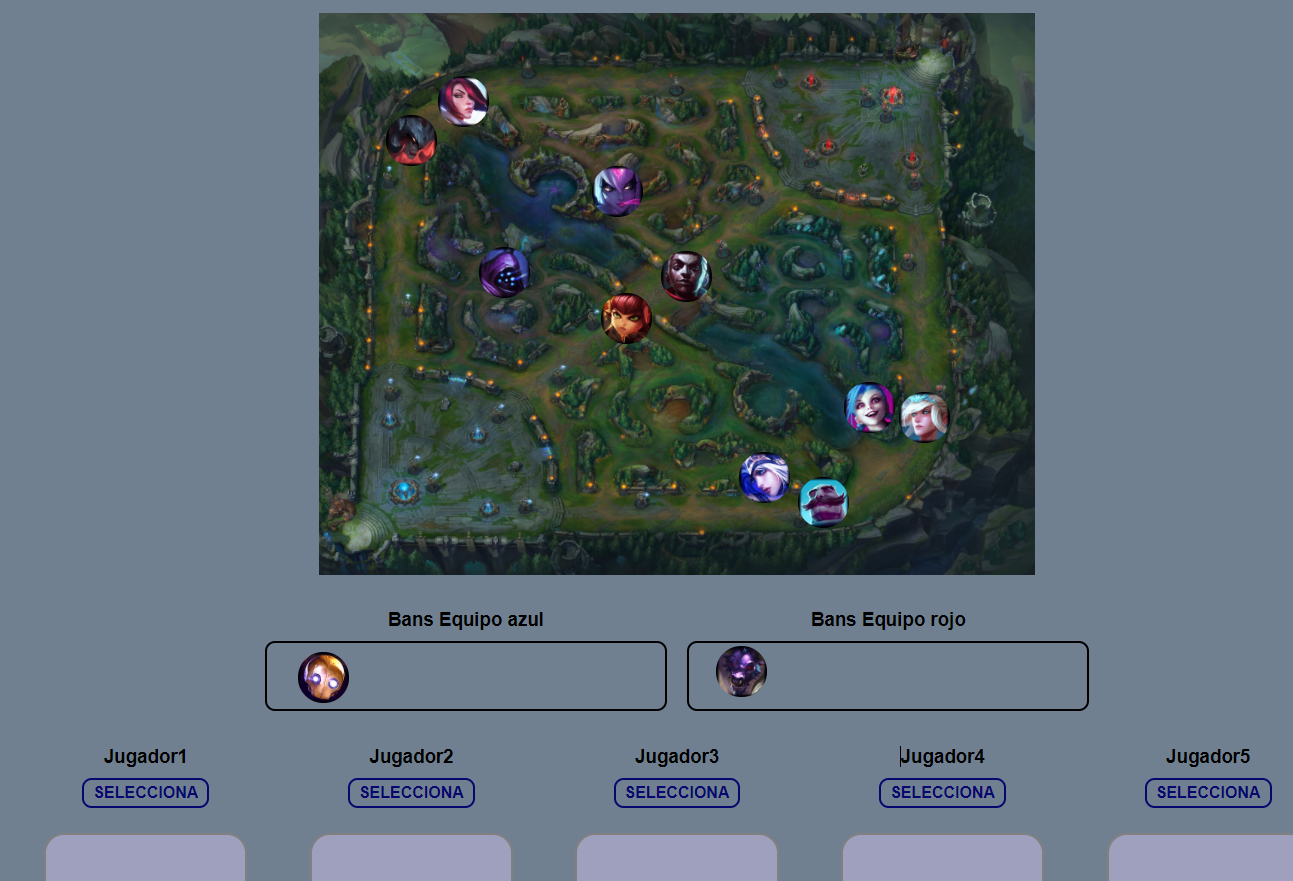 Bans Equipo azul
Bans Equipo rojo
Jugador1
Jugador2
Jugador3
Jugador4
Jugador5
SELECCIONA
SELECCIONA
SELECCIONA
SELECCIONA
SELECCIONA